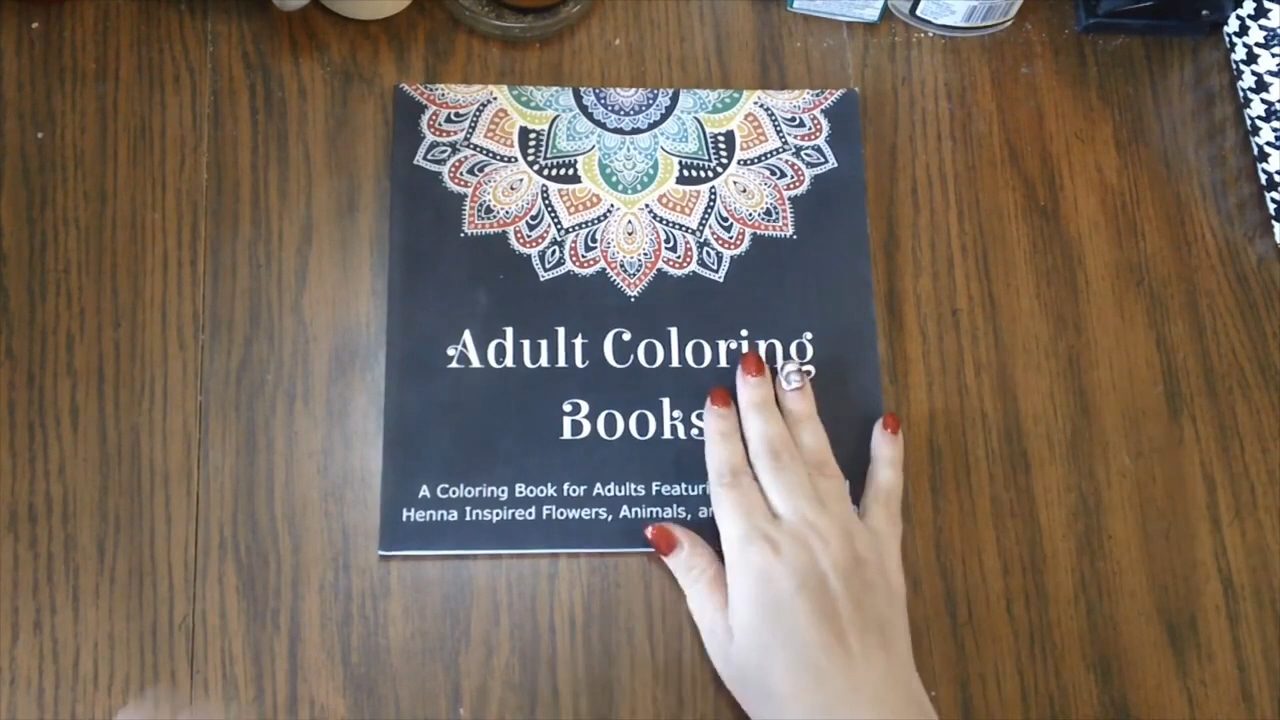 Adult Coloring
Books
A Coloring Book for Adults
Henna Inspired Flowers, Animals,